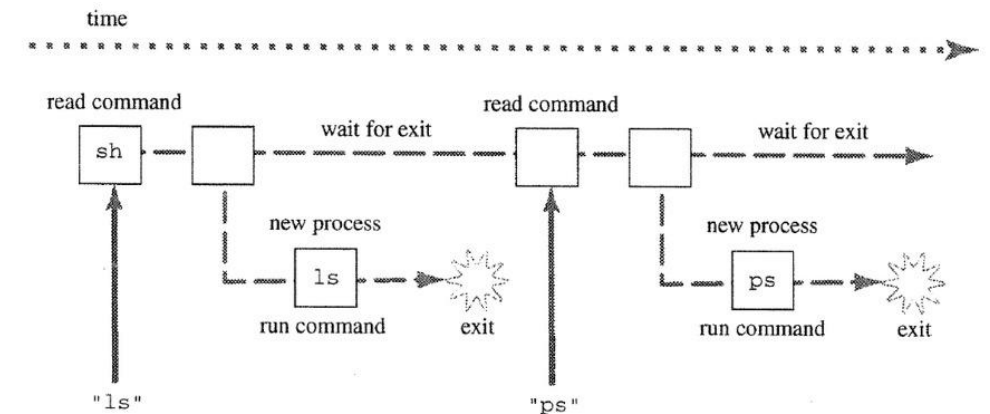 time
read command
read command
sh
wait for exit
wait for exit
new process
new process
ls
ps
run command
exit
run command
exit
"ls"
"ps"